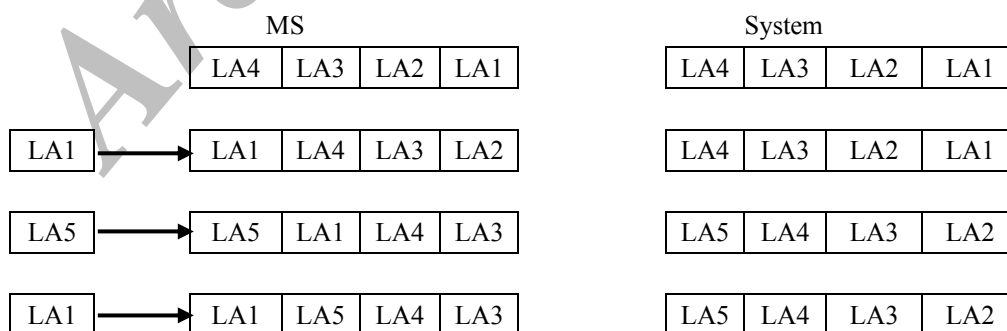 MS System
LA4 LA3 LA2 LA1 LA4 LA3 LA2 LA1
LA1 LA1 LA4 LA3 LA2 LA4 LA3 LA2 LA1
LA5 LA5 LA1 LA4 LA3 LA5 LA4 LA3 LA2
LA1 LA1 LA5 LA4 LA3 LA5 LA4 LA3 LA2